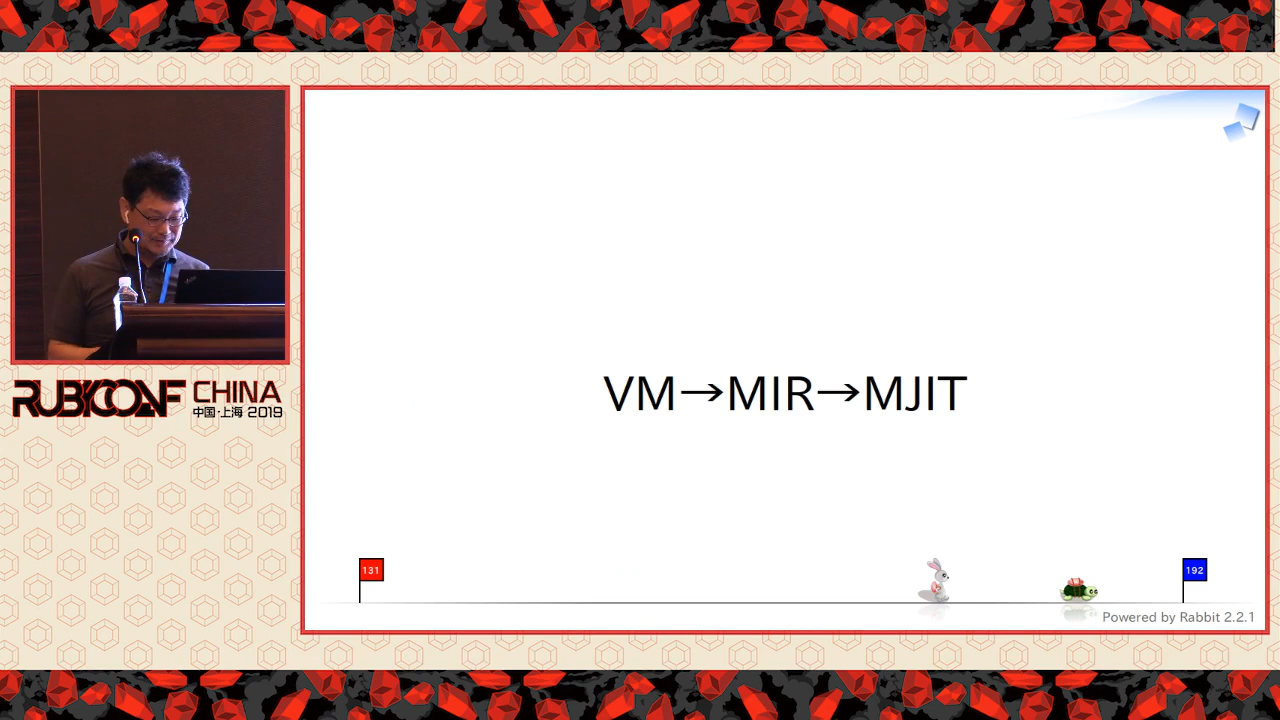 VM→MIR→MJIT
RUBYCONF CHINA
中国·上海 2019
131
192
Powered by Rabbit 2.2.1